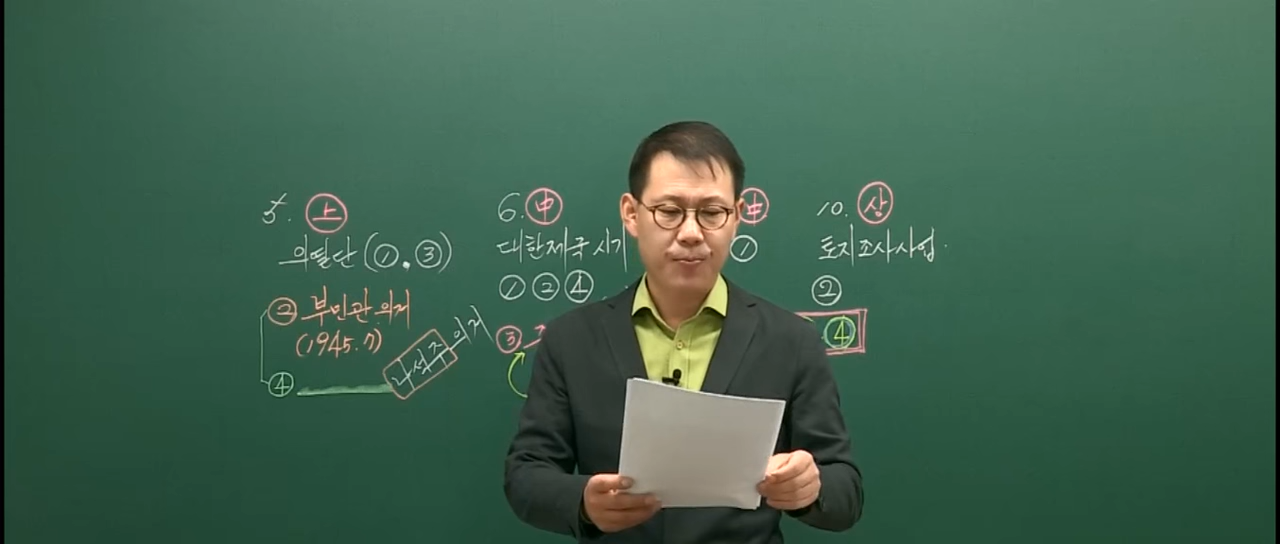 5. 上
의열단 (①. ③)
② 부민관 의거
(1945. 7)
④ 나석주 의거
6. 中
대한제국시기
① ② ④
③
中
①
10. 상
토지조사사업.
②
④